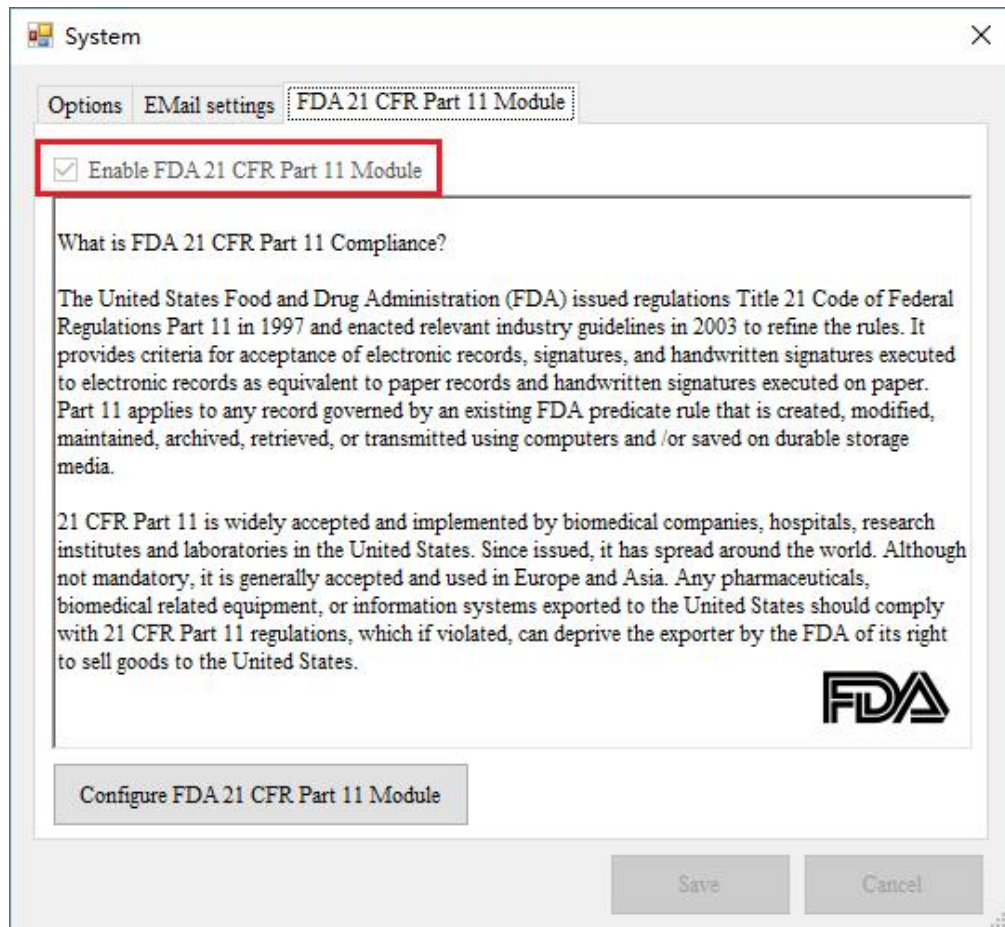 System
Options EMail settings FDA 21 CFR Part 11 Module
Enable FDA 21 CFR Part 11 Module
What is FDA 21 CFR Part 11 Compliance?
The United States Food and Drug Administration (FDA) issued regulations Title 21 Code of Federal
Regulations Part 11 in 1997 and enacted relevant industry guidelines in 2003 to refine the rules. It
provides criteria for acceptance of electronic records, signatures, and handwritten signatures executed
to electronic records as equivalent to paper records and handwritten signatures executed on paper.
Part 11 applies to any record governed by an existing FDA predicate rule that is created, modified,
maintained, archived, retrieved, or transmitted using computers and /or saved on durable storage
media.
21 CFR Part 11 is widely accepted and implemented by biomedical companies, hospitals, research
institutes and laboratories in the United States. Since issued, it has spread around the world. Although
not mandatory, it is generally accepted and used in Europe and Asia. Any pharmaceuticals,
biomedical related equipment, or information systems exported to the United States should comply
with 21 CFR Part 11 regulations, which if violated, can deprive the exporter by the FDA of its right
to sell goods to the United States.
FDA
Configure FDA 21 CFR Part 11 Module
Save Cancel